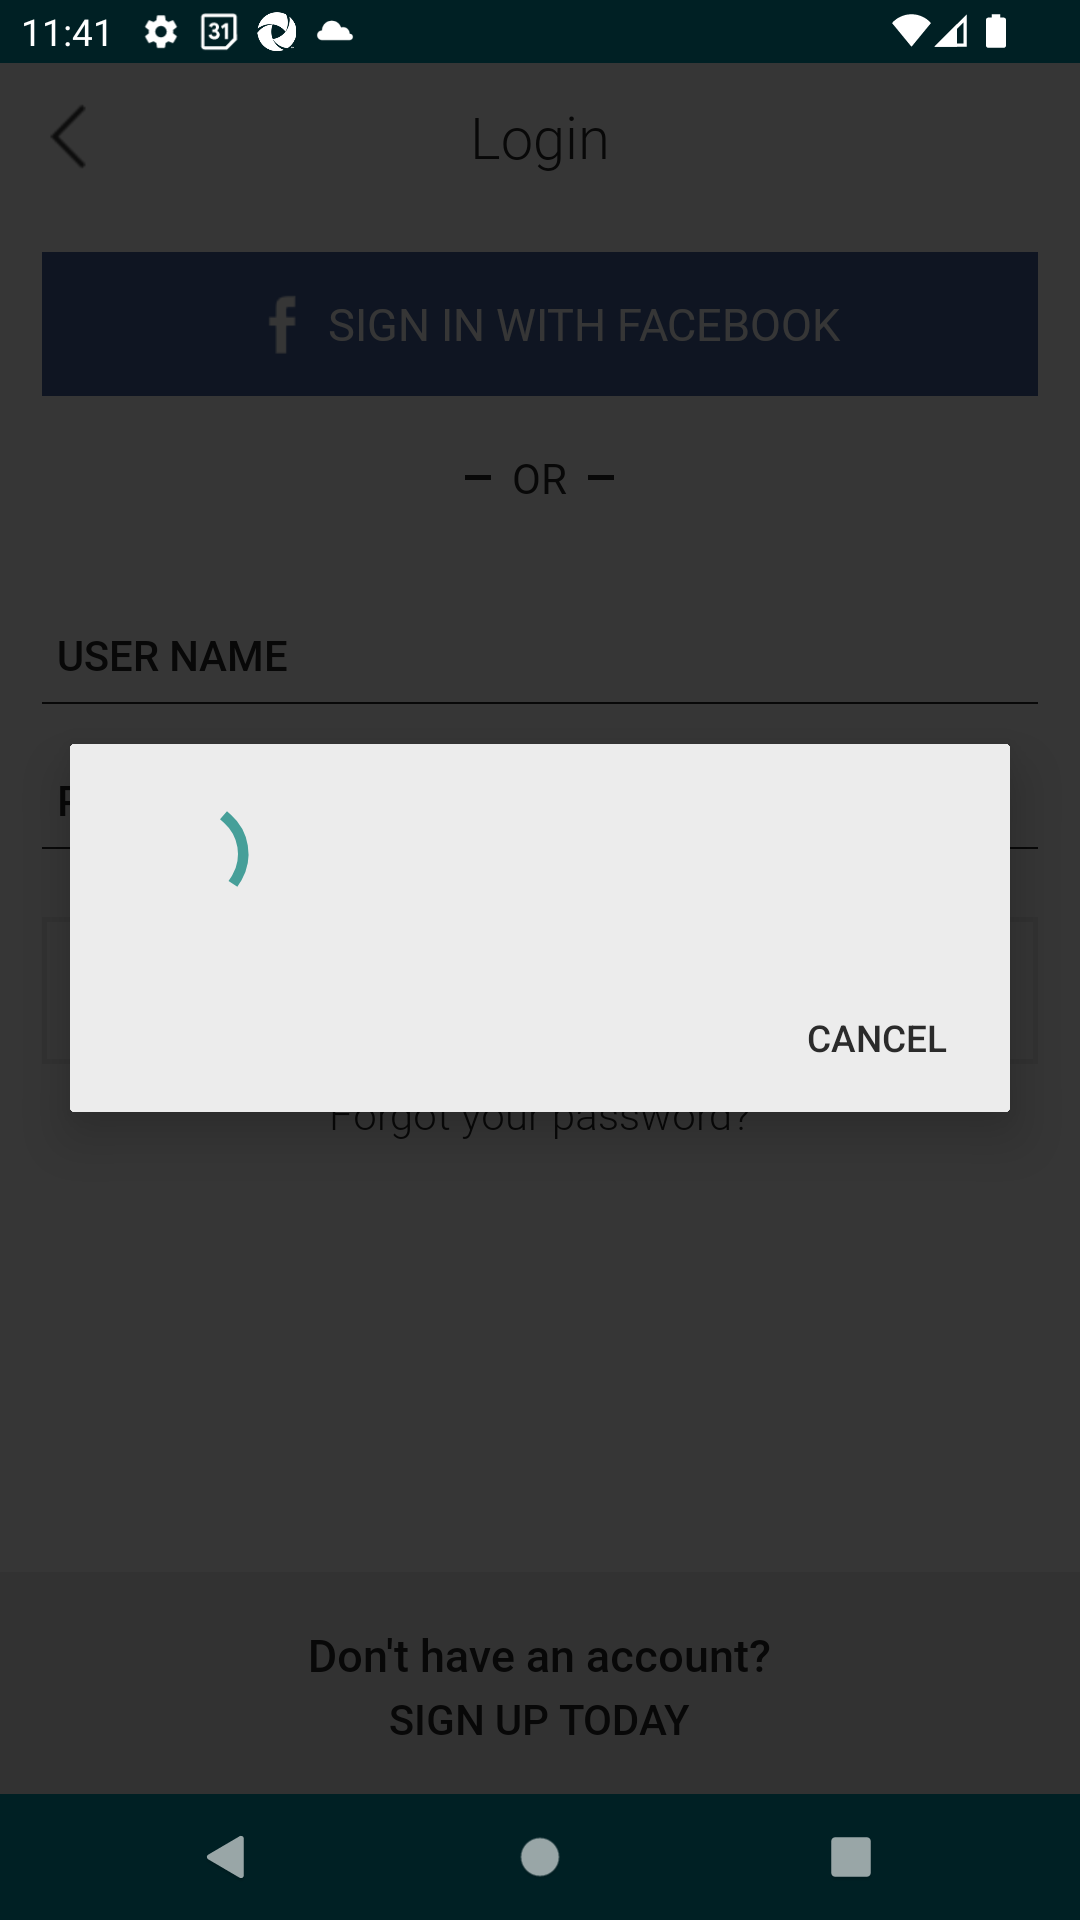 11:41 31
Login
f SIGN IN WITH FACEBOOK
– OR –
USER NAME
CANCEL
Forgot your password?
Don't have an account?
SIGN UP TODAY